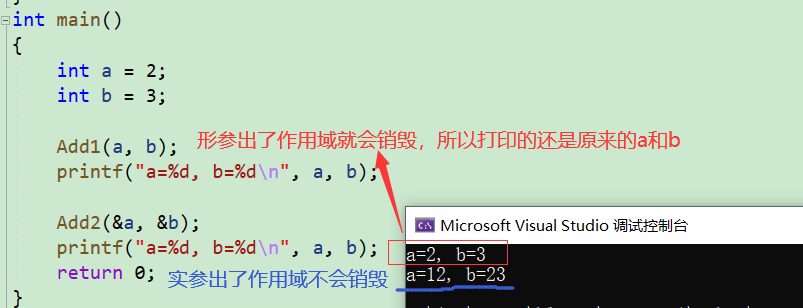 }
int main()
{
int a = 2;
int b = 3;
Add1(a, b);
形参出了作用域就会销毁，所以打印的还是原来的a和b
printf("a=%d, b=%d\n", a, b);
Add2(&a, &b);
printf("a=%d, b=%d\n", a, b);
return 0;
实参出了作用域不会销毁
}
C:\
Microsoft Visual Studio 调试控制台
a=2, b=3
a=12, b=23